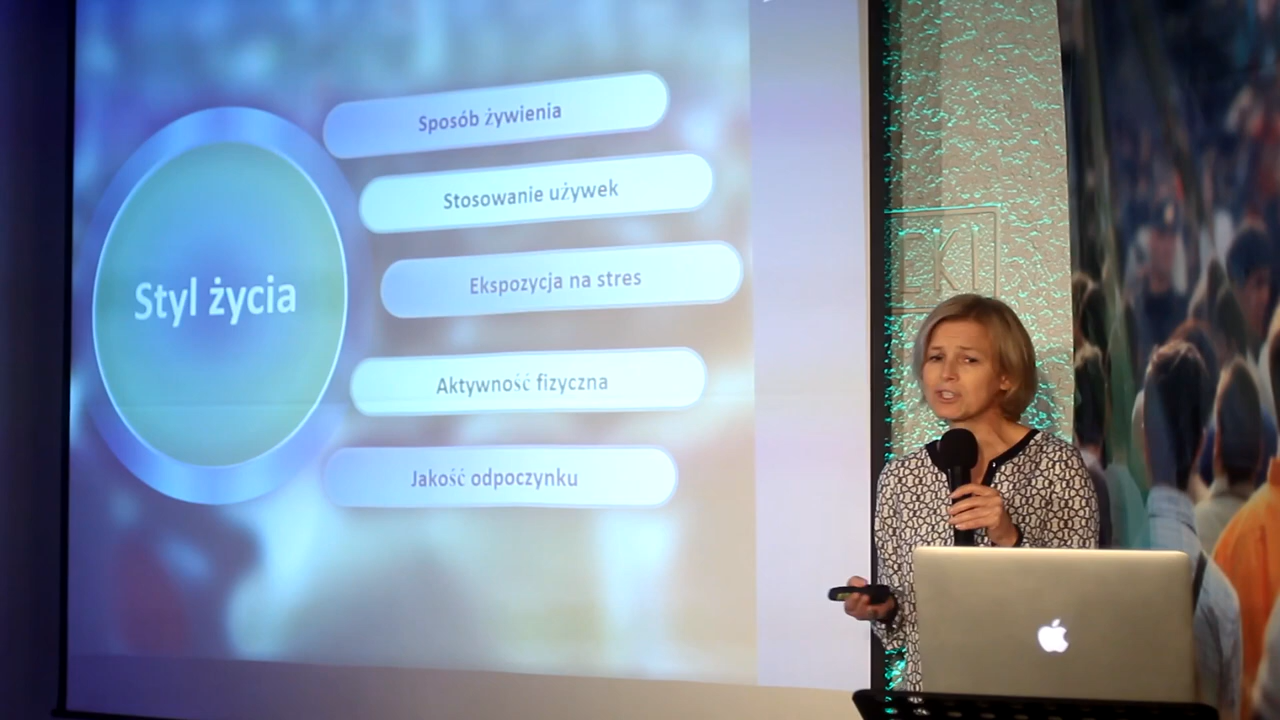 Styl życia
Sposób żywienia
Stosowanie używek
Ekspozycja na stres
Aktywność fizyczna
Jakość odpoczynku